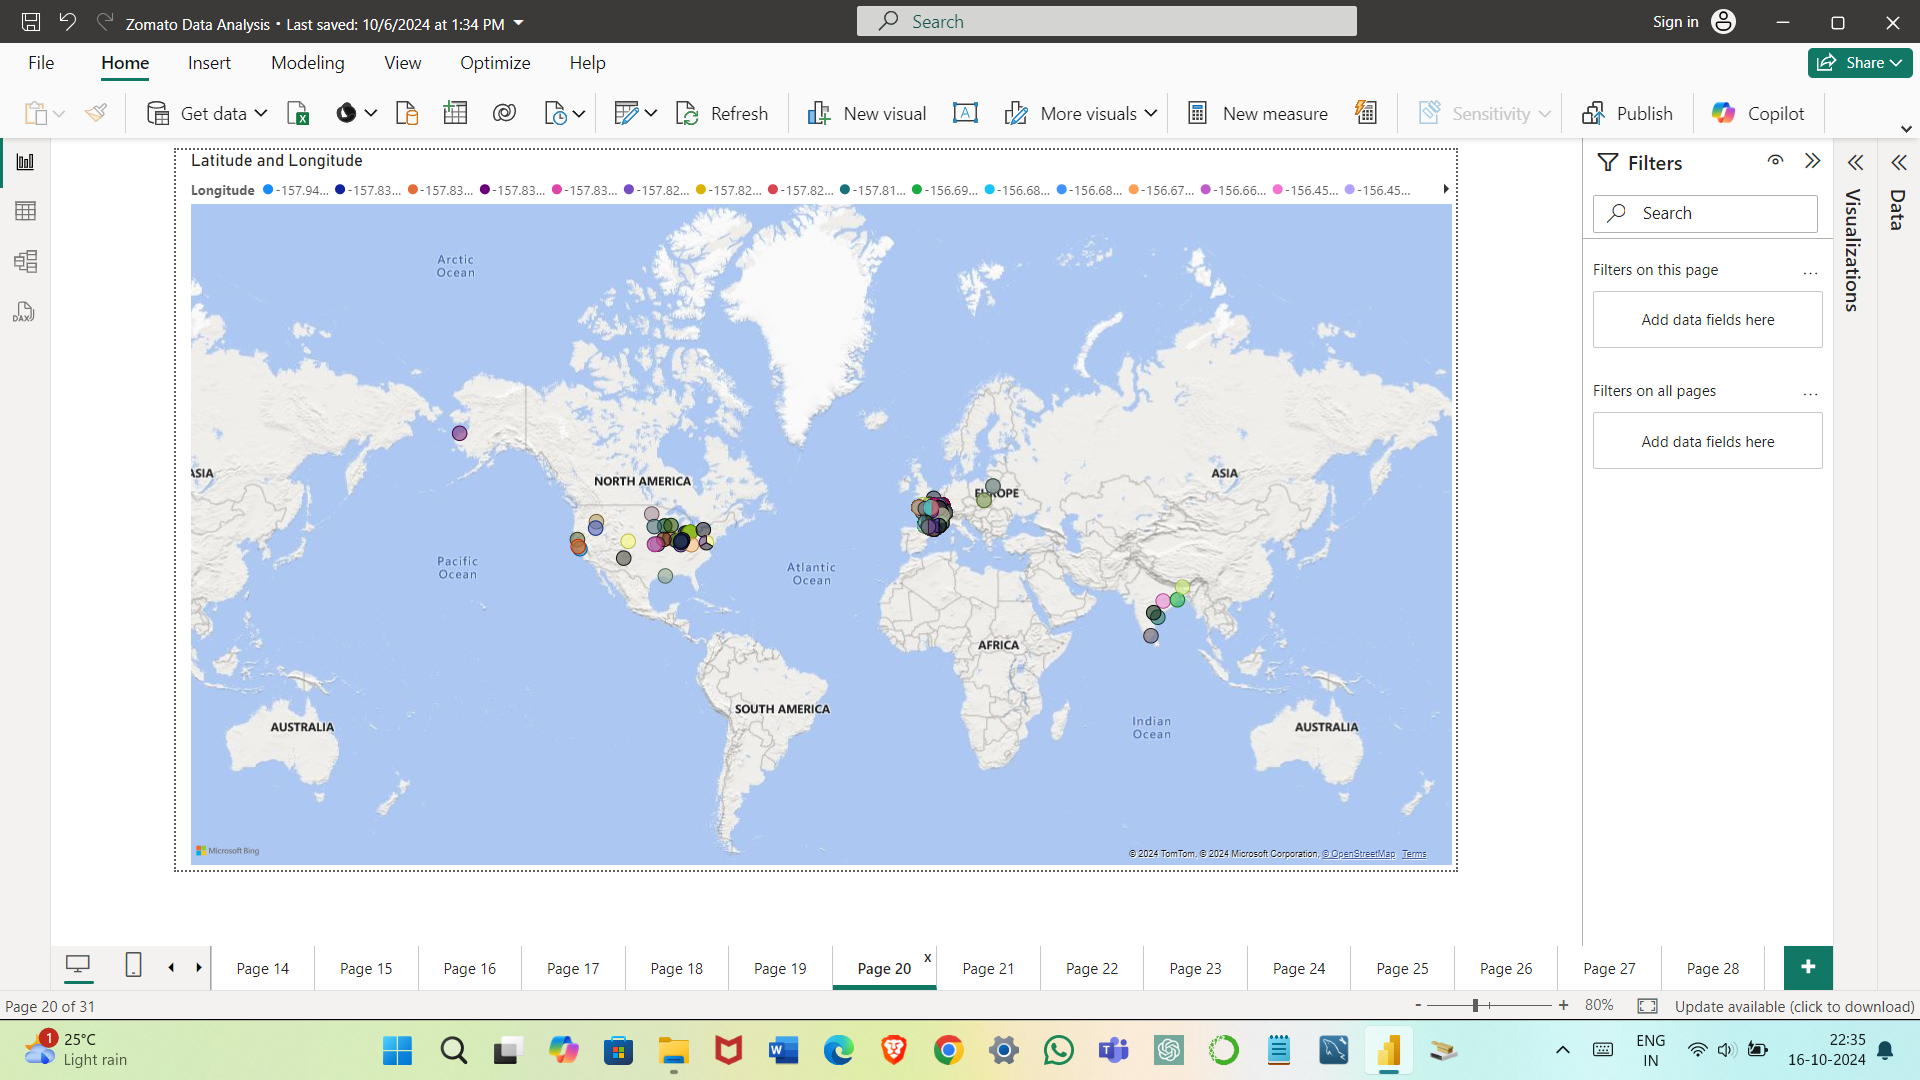 Zomato Data Analysis • Last saved: 10/6/2024 at 1:34 PM
Search
Sign in
File Home Insert Modeling View Optimize Help
Share
Get data
Refresh
New visual
More visuals
New measure
Sensitivity
Publish
Copilot
DAX
Latitude and Longitude
Longitude -157.94... -157.83... -157.83... -157.83... -157.83... -157.82... -157.82... -157.82... -157.81... -156.69... -156.68... -156.68... -156.67... -156.66... -156.45... -156.45...
Arctic
Ocean
NORTH AMERICA
ASIA
EUROPE
ASIA
Pacific
Ocean
Atlantic
Ocean
AFRICA
SOUTH AMERICA
AUSTRALIA
Indian
Ocean
AUSTRALIA
Microsoft Bing
© 2024 TomTom, © 2024 Microsoft Corporation, © OpenStreetMap Terms
Filters
Search
Filters on this page ...
Add data fields here
Filters on all pages ...
Add data fields here
Visualizations
Data
Page 14 Page 15 Page 16 Page 17 Page 18 Page 19 Page 20 x Page 21 Page 22 Page 23 Page 24 Page 25 Page 26 Page 27 Page 28 +
Page 20 of 31
- + 80%
Update available (click to download)
1
25°C
Light rain
ENG
IN
22:35
16-10-2024